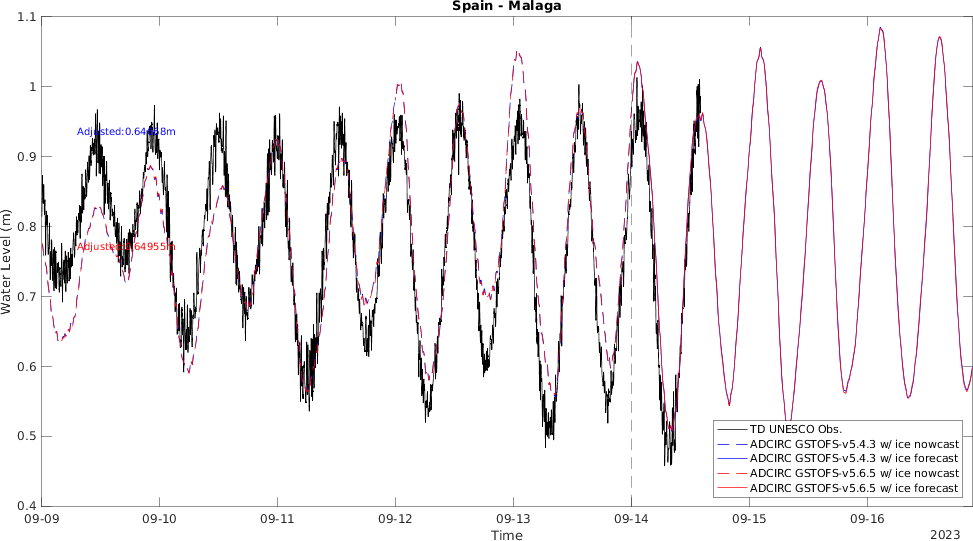 Spain - Malaga
1.1
1
0.9
0.8
0.7
0.6
0.5
0.4
Water Level (m)
Adjusted:
Adjusted:
TD UNESCO Obs.
ADCIRC GSTOFS-v5.4.3 w/ ice nowcast
ADCIRC GSTOFS-v5.4.3 w/ ice forecast
ADCIRC GSTOFS-v5.6.5 w/ ice nowcast
ADCIRC GSTOFS-v5.6.5 w/ ice forecast
09-09 09-10 09-11 09-12 09-13 09-14 09-15 09-16
Time
2023